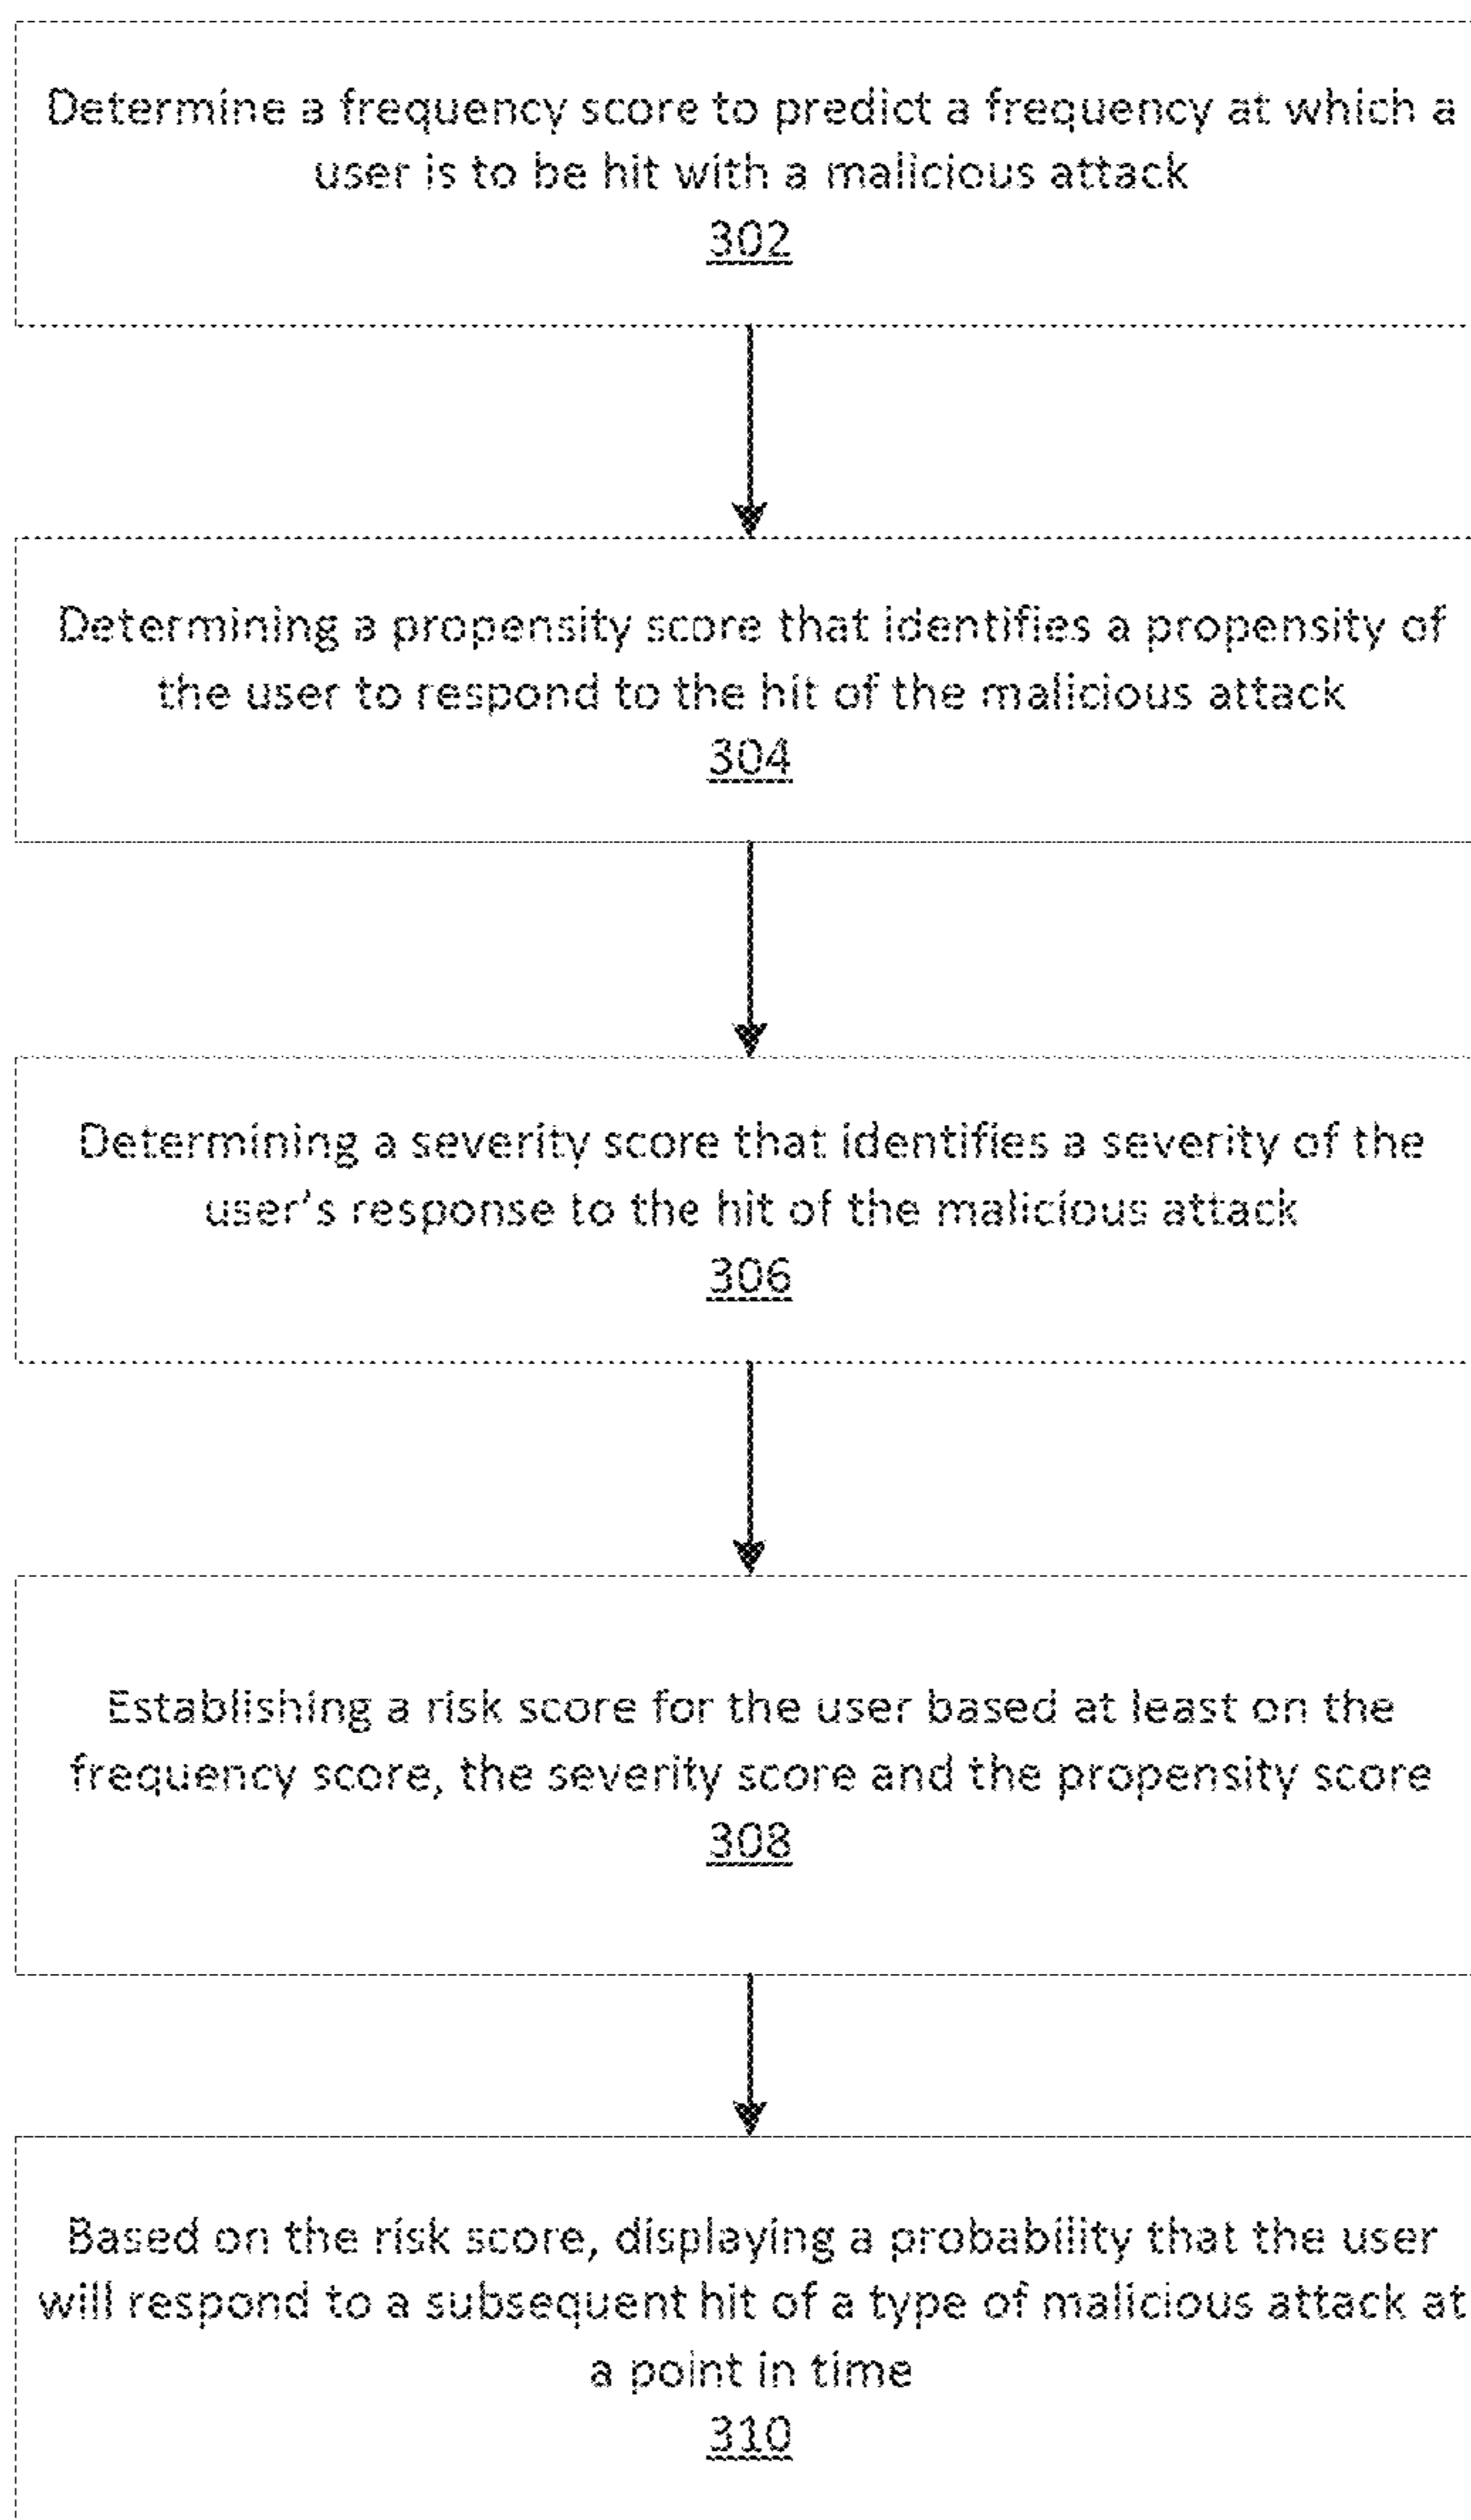 Determine a frequency score to predict a frequency at which a
user is to be hit with a malicious attack
302
Determining a propensity score that identifies a propensity of
the user to respond to the hit of the malicious attack
304
Determining a severity score that identifies a severity of the
user's response to the hit of the malicious attack
306
Establishing a risk score for the user based at least on the
frequency score, the severity score and the propensity score
308
Based on the risk score, displaying a probability that the user
will respond to a subsequent hit of a type of malicious attack at
a point in time
310